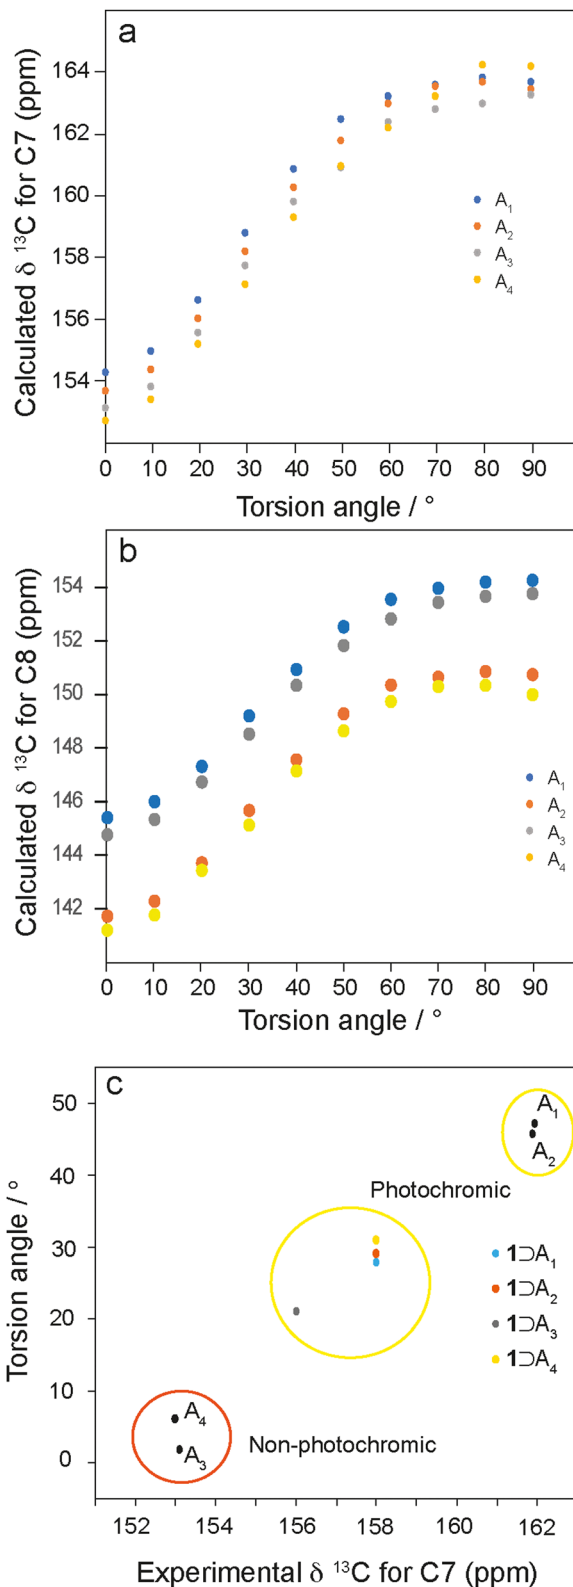 a
Calculated δ ¹³C for C7 (ppm)
164
162
160
158
156
154
A₁
A₂
A₃
A₄
0 10 20 30 40 50 60 70 80 90
Torsion angle / °
b
Calculated δ ¹³C for C8 (ppm)
154
152
150
148
146
144
142
A₁
A₂
A₃
A₄
0 10 20 30 40 50 60 70 80 90
Torsion angle / °
c
Torsion angle / °
50
40
30
20
10
0
A₁
A₂
Photochromic
1⊃A₁
1⊃A₂
1⊃A₃
1⊃A₄
A₄
A₃
Non-photochromic
152 154 156 158 160 162
Experimental δ ¹³C for C7 (ppm)